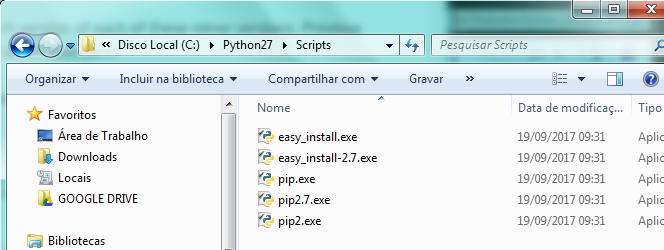 Disco Local (C:) Python27 Scripts Pesquisar Scripts
Organizar Incluir na biblioteca Compartilhar com Gravar »
Favoritos
Área de Trabalho
Downloads
Locais
GOOGLE DRIVE
Bibliotecas
Nome Data de modificaç... Tipo
easy_install.exe 19/09/2017 09:31 Aplic
easy_install-2.7.exe 19/09/2017 09:31 Aplic
pip.exe 19/09/2017 09:31 Aplic
pip2.7.exe 19/09/2017 09:31 Aplic
pip2.exe 19/09/2017 09:31 Aplic